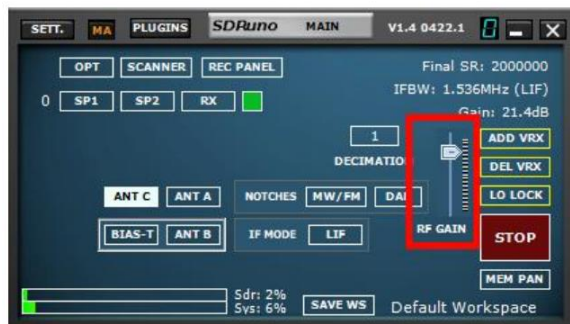 SETT. MA PLUGINS SDRuno MAIN V1.4 0422.1 0
OPT SCANNER REC PANEL Final SR: 2000000
IFBW: 1.536MHz (LIF)
0 SP1 SP2 RX
Gain: 21.4dB
1 ADD VRX
DECIMATION DEL VRX
ANT C ANT A NOTCHES MW/FM LO LOCK
BIAS-T ANT B IF MODE LIF RF GAIN STOP
MEM PAN
Sdr: 2%
Sys: 6% SAVE WS Default Workspace